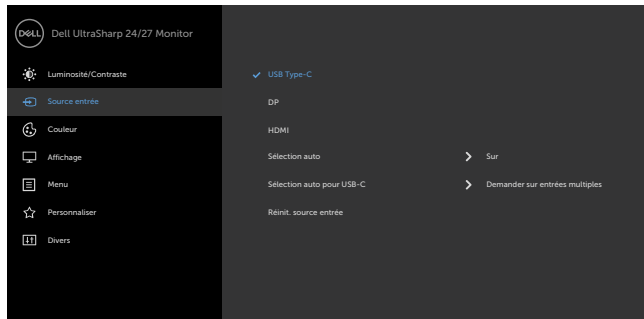 DELL Dell UltraSharp 24/27 Monitor
Luminosité/Contraste USB Type-C
Source entrée DP
Couleur HDMI
Affichage Sélection auto Sur
Menu Sélection auto pour USB-C Demander sur entrées multiples
Personnaliser Réinit. source entrée
Divers